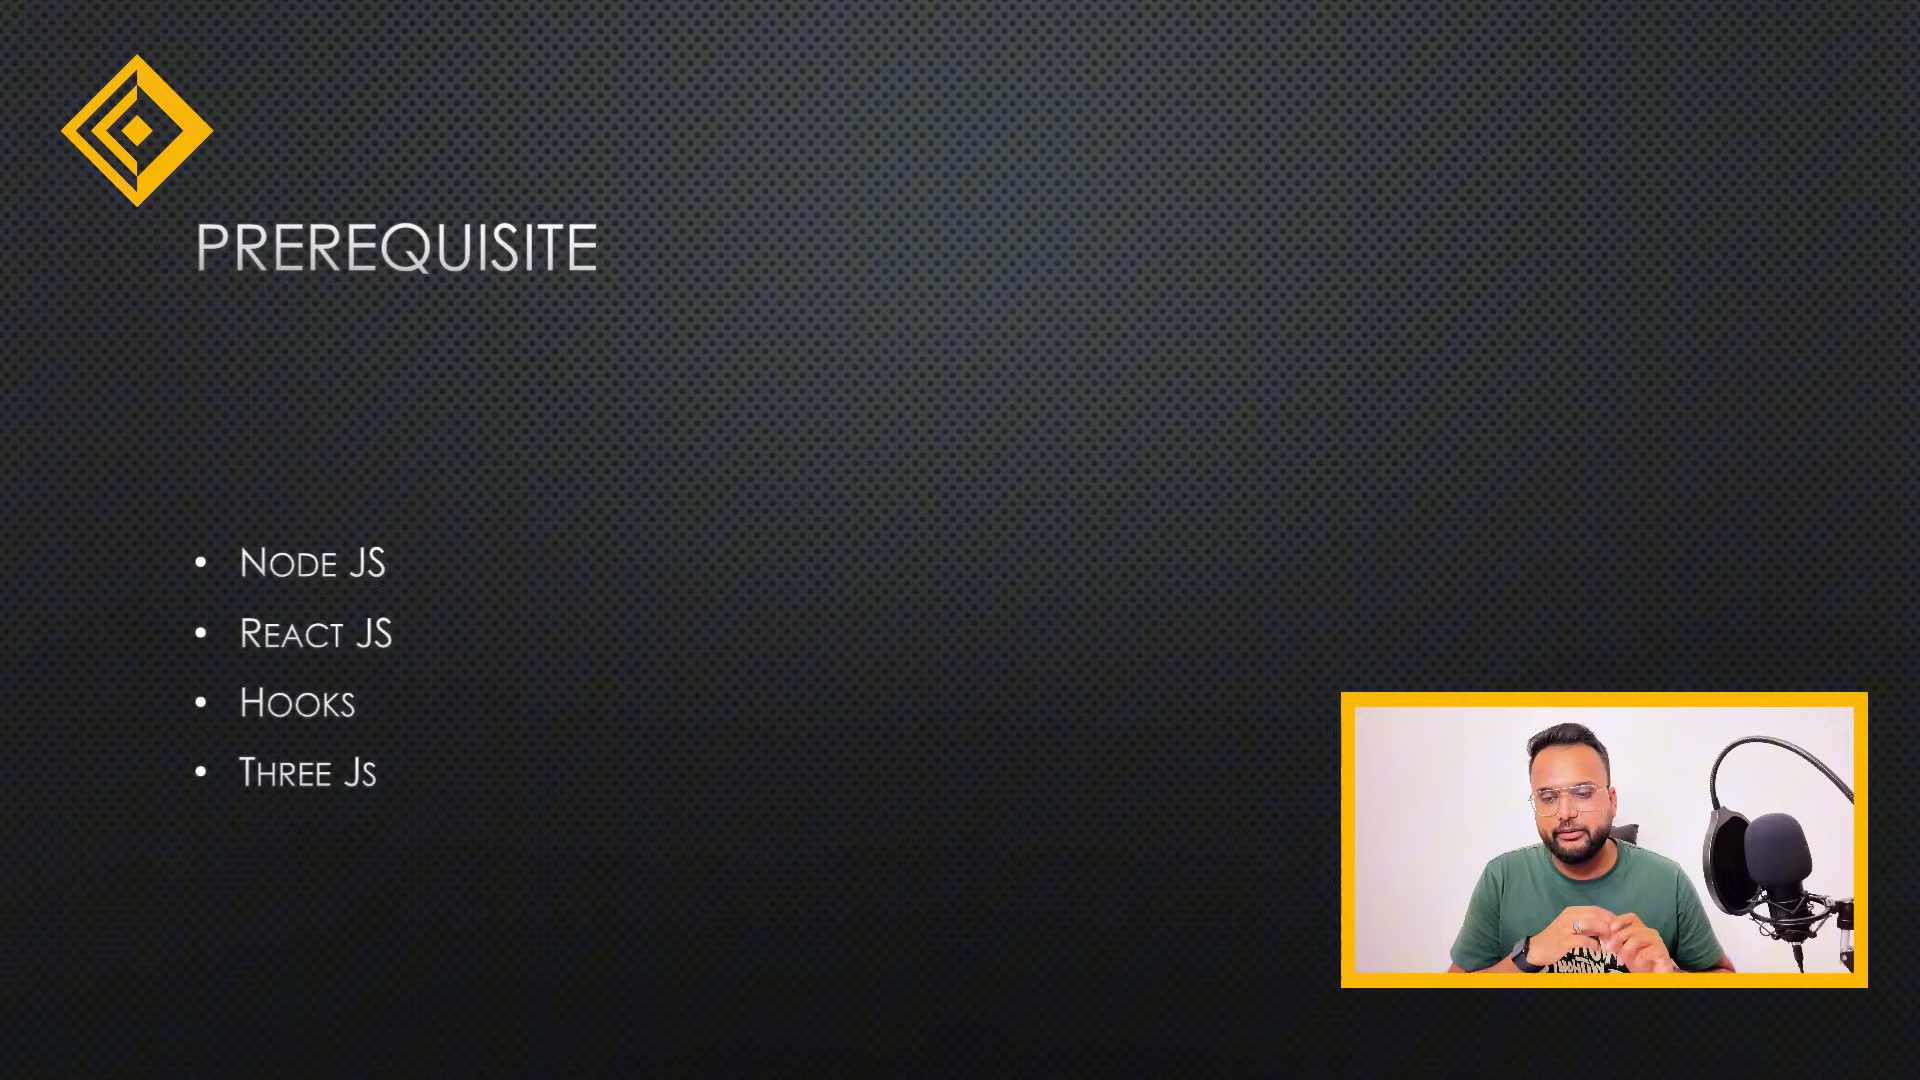 PREREQUISITE
• NODE JS
• REACT JS
• HOOKS
• THREE JS